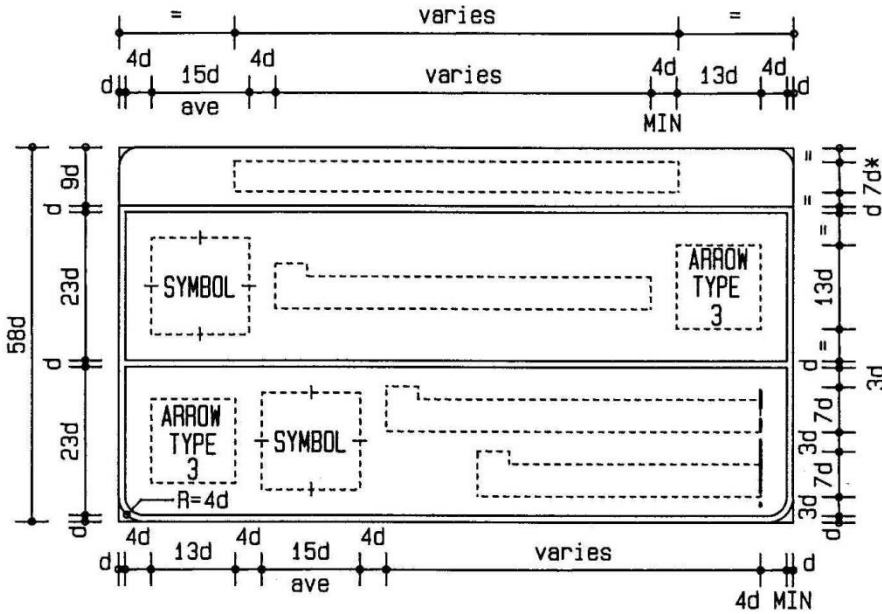 = varies =
4d 15d 4d varies 4d 13d 4d
d ave MIN d
9d = 7d*
d = d
SYMBOL ARROW
TYPE
3
23d = 13d =
58d
d d 3d
ARROW
TYPE
3 SYMBOL
23d 7d
3d
7d
R=4d 3d
d d
4d 13d 4d 15d 4d varies d
d ave 4d MIN